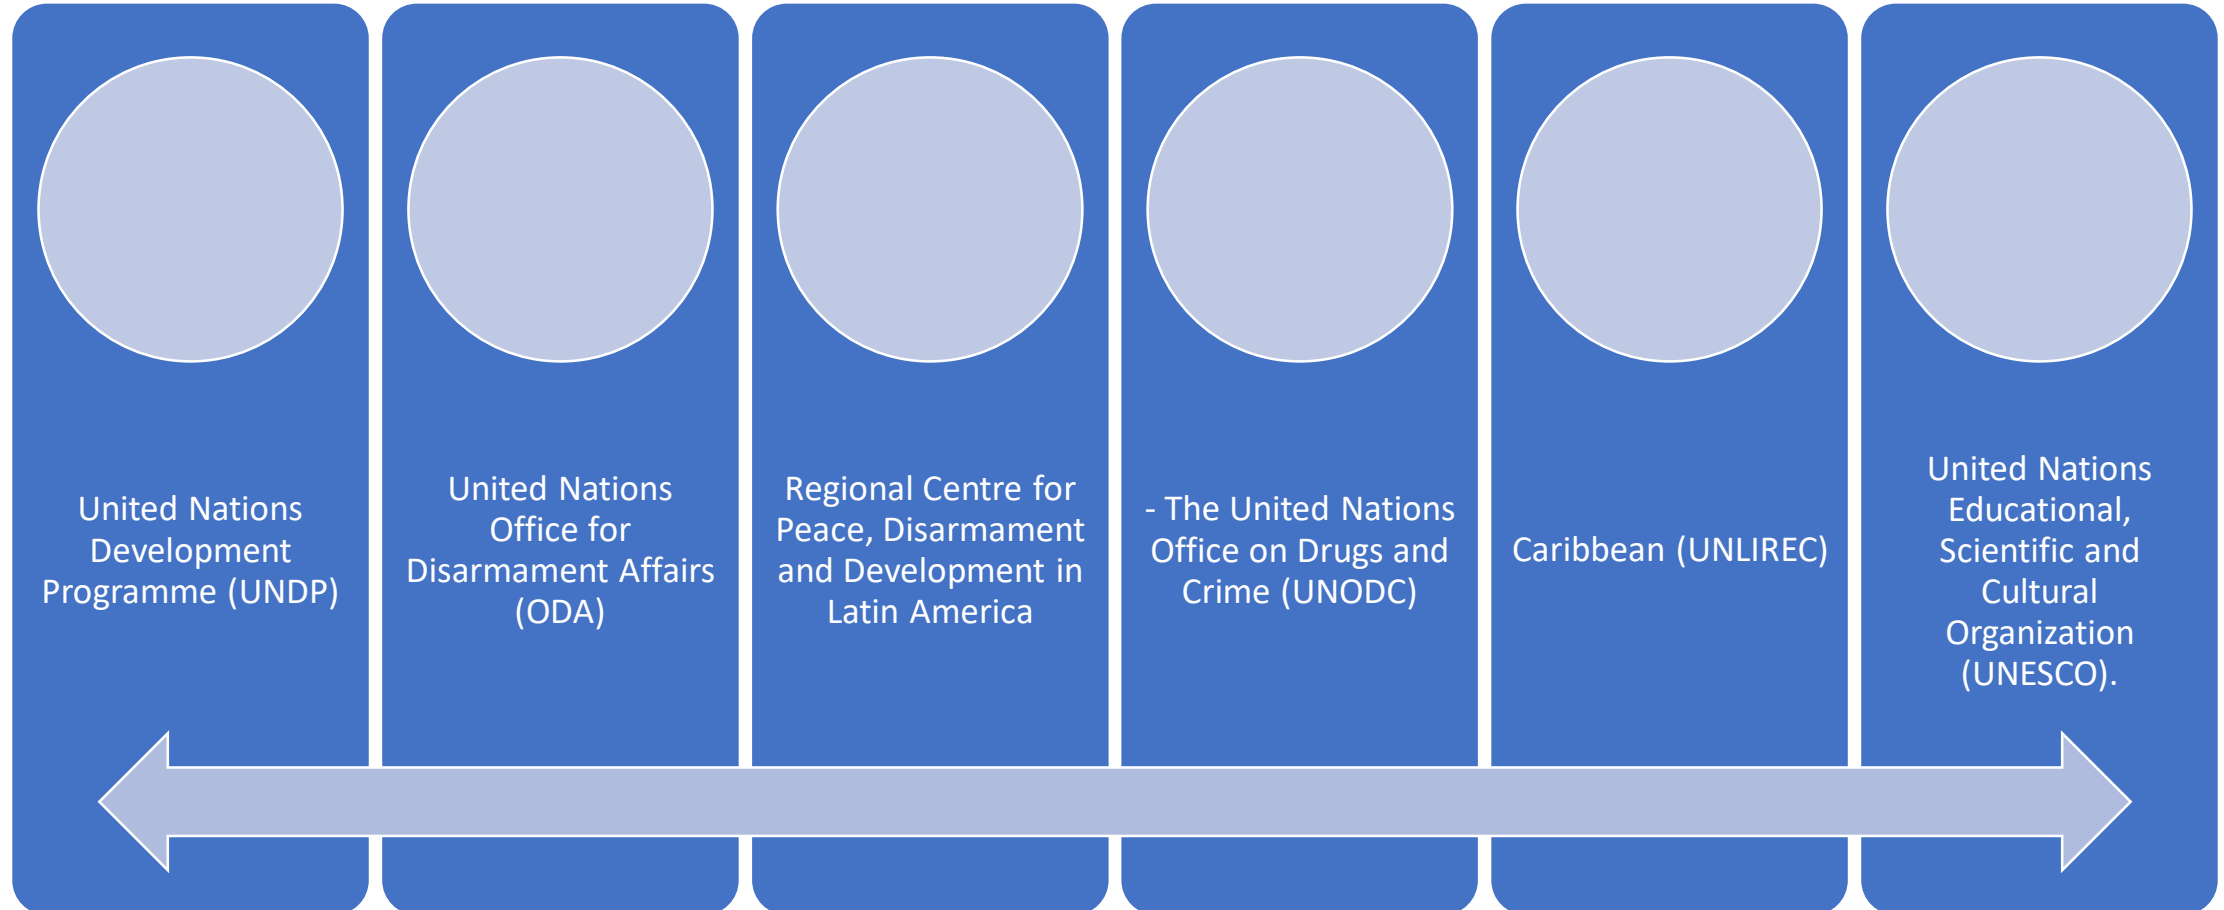 United Nations
Development
Programme (UNDP)
United Nations
Office for
Disarmament Affairs
(ODA)
Regional Centre for
Peace, Disarmament
and Development in
Latin America
- The United Nations
Office on Drugs and
Crime (UNODC)
Caribbean (UNLIREC)
United Nations
Educational,
Scientific and
Cultural
Organization
(UNESCO).